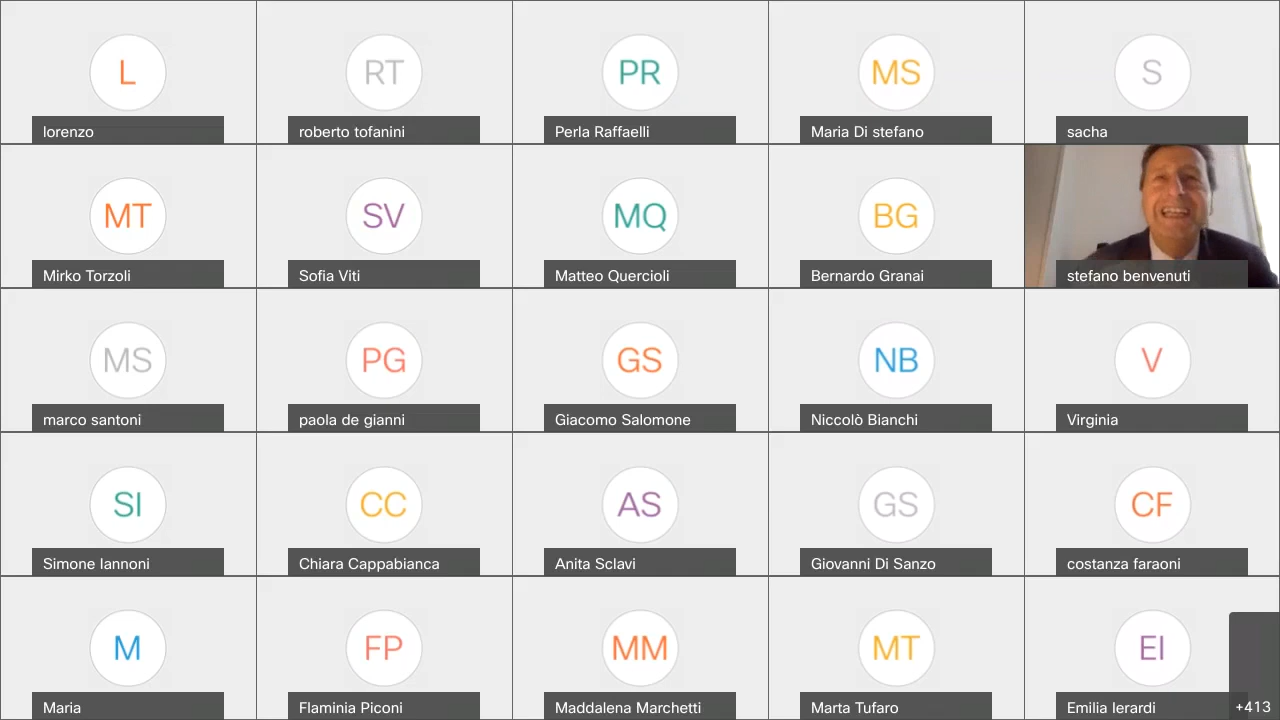 L
RT
PR
MS
S
lorenzo
roberto tofanini
Perla Raffaelli
Maria Di stefano
sacha
MT
SV
MQ
BG
Mirko Torzoli
Sofia Viti
Matteo Quercioli
Bernardo Granai
stefano benvenuti
MS
PG
GS
NB
V
marco santoni
paola de gianni
Giacomo Salomone
Niccolò Bianchi
Virginia
SI
CC
AS
GS
CF
Simone Iannoni
Chiara Cappabianca
Anita Sclavi
Giovanni Di Sanzo
costanza faraoni
M
FP
MM
MT
EI
Maria
Flaminia Piconi
Maddalena Marchetti
Marta Tufaro
Emilia Ierardi
+413